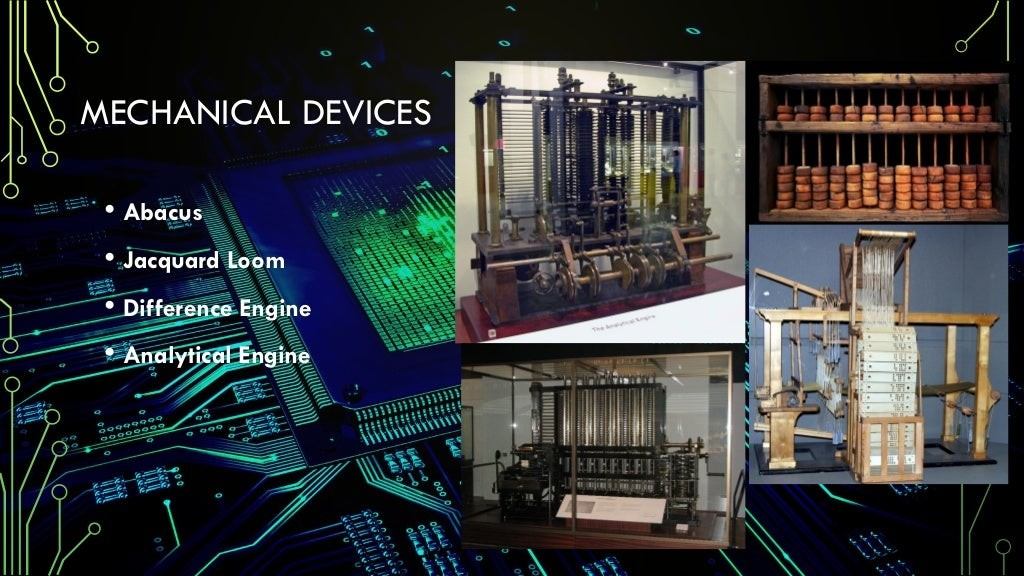 MECHANICAL DEVICES
• Abacus
• Jacquard Loom
• Difference Engine
• Analytical Engine
The Analytical Engine